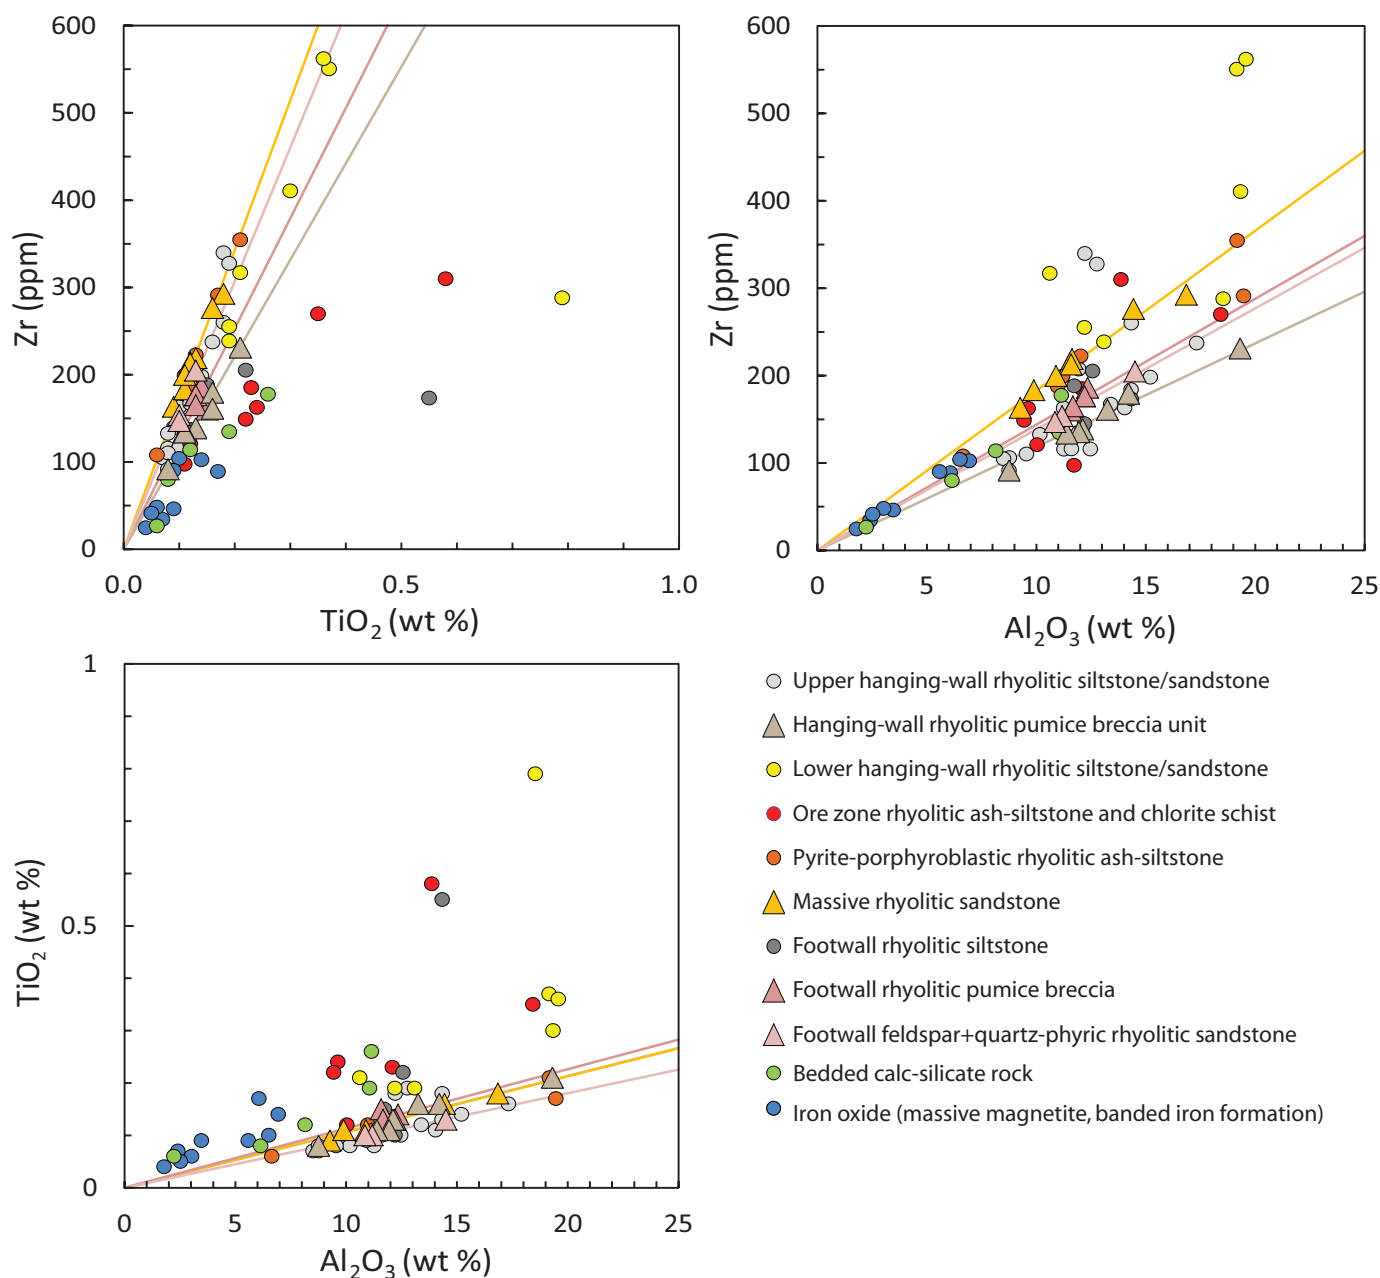 600
500
400
300
200
100
0
Zr (ppm)
0.0
0.5
1.0
TiO2 (wt %)
600
500
400
300
200
100
0
Zr (ppm)
0
5
10
15
20
25
Al2O3 (wt %)
1
0.5
0
TiO2 (wt %)
0
5
10
15
20
25
Al2O3 (wt %)
Upper hanging-wall rhyolitic siltstone/sandstone
Hanging-wall rhyolitic pumice breccia unit
Lower hanging-wall rhyolitic siltstone/sandstone
Ore zone rhyolitic ash-siltstone and chlorite schist
Pyrite-porphyroblastic rhyolitic ash-siltstone
Massive rhyolitic sandstone
Footwall rhyolitic siltstone
Footwall rhyolitic pumice breccia
Footwall feldspar+quartz-phyric rhyolitic sandstone
Bedded calc-silicate rock
Iron oxide (massive magnetite, banded iron formation)